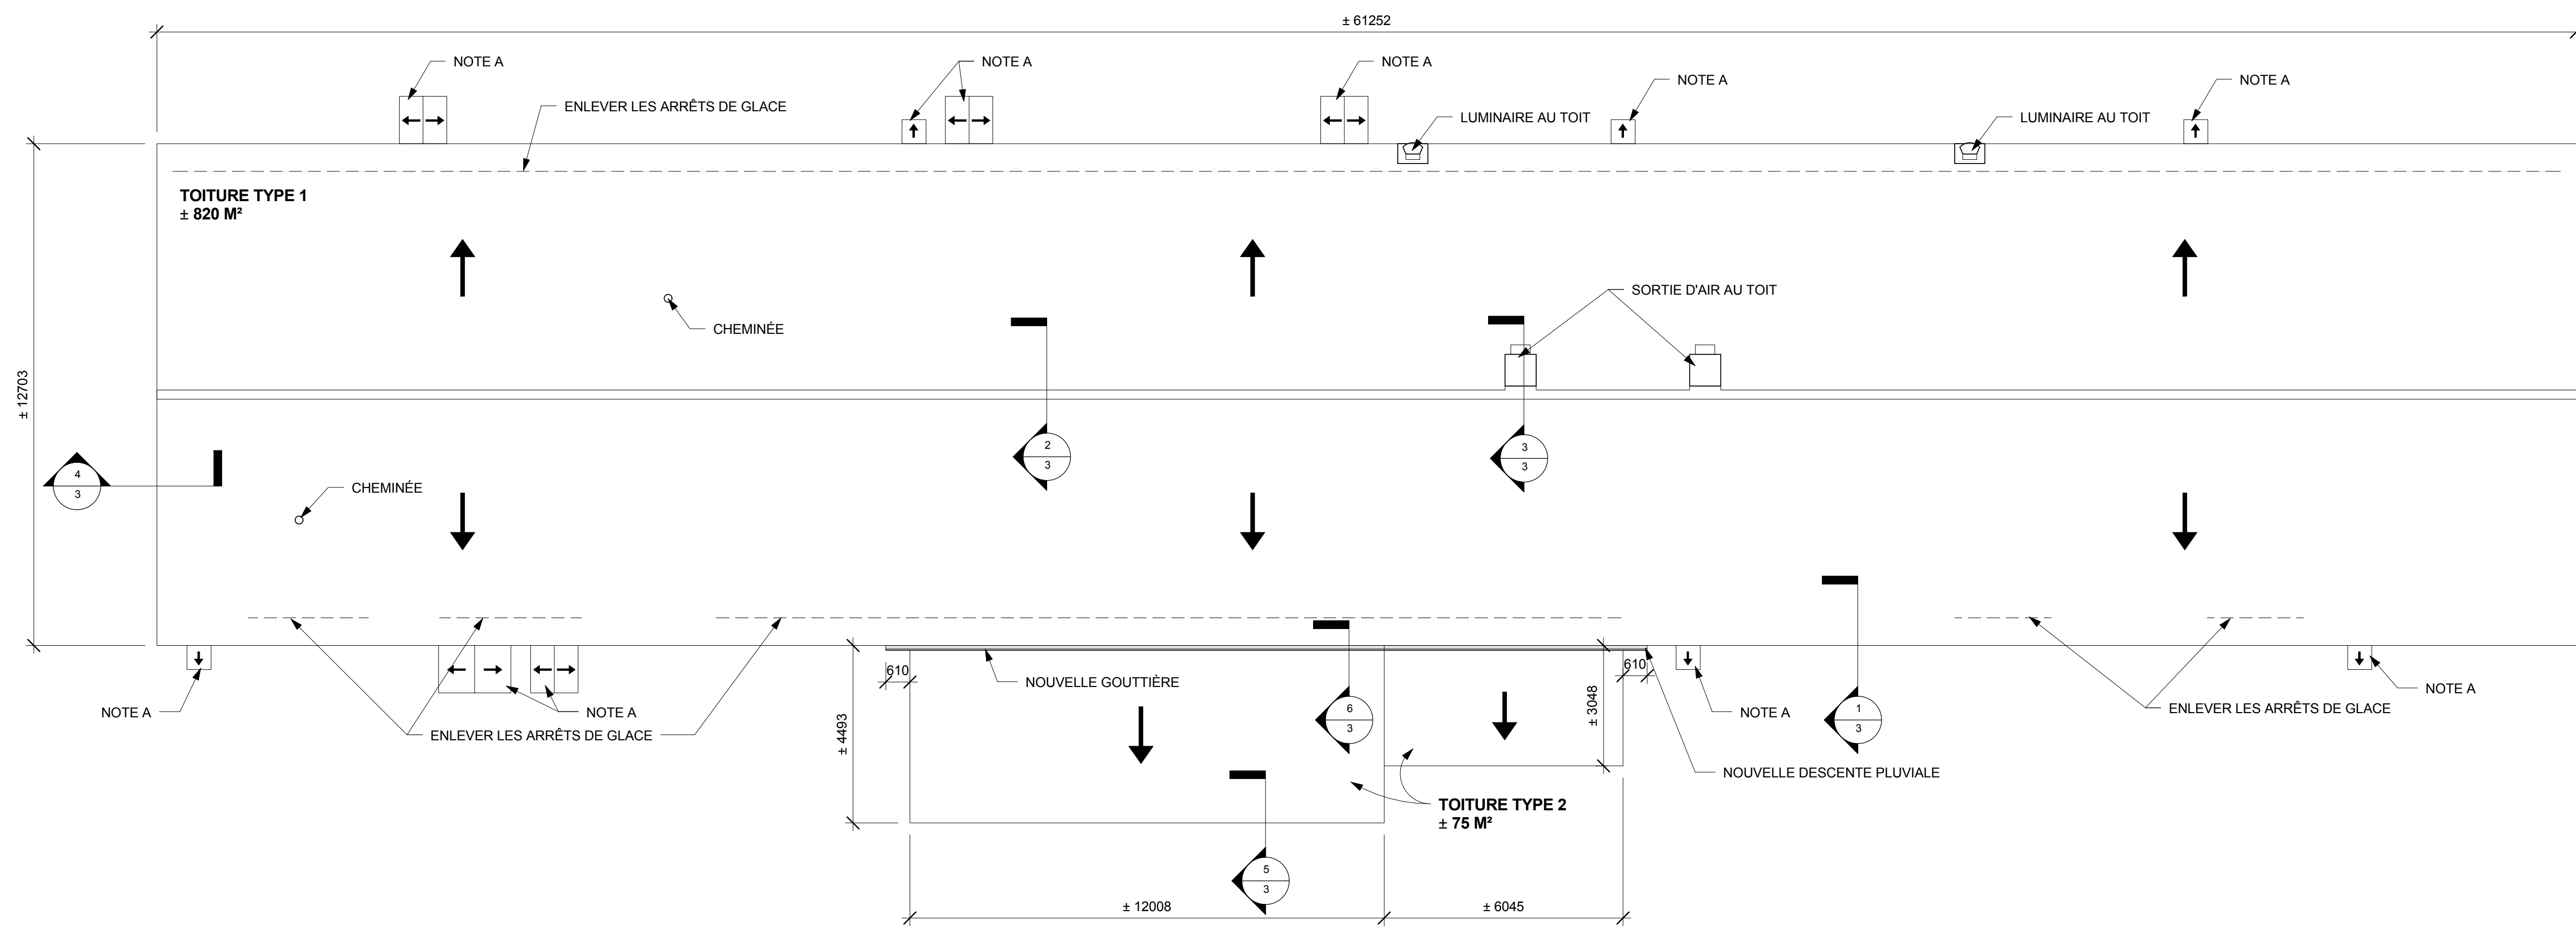 ± 61252
NOTE A
NOTE A
NOTE A
NOTE A
NOTE A
ENLEVER LES ARRÊTS DE GLACE
LUMINAIRE AU TOIT
LUMINAIRE AU TOIT
TOITURE TYPE 1
± 820 M²
SORTIE D'AIR AU TOIT
CHEMINÉE
± 12703
2
3
3
3
4
3
CHEMINÉE
610
610
NOUVELLE GOUTTIÈRE
NOTE A
NOTE A
NOTE A
NOTE A
ENLEVER LES ARRÊTS DE GLACE
ENLEVER LES ARRÊTS DE GLACE
± 4493
± 3048
6
3
1
3
NOUVELLE DESCENTE PLUVIALE
TOITURE TYPE 2
± 75 M²
5
3
± 12008
± 6045